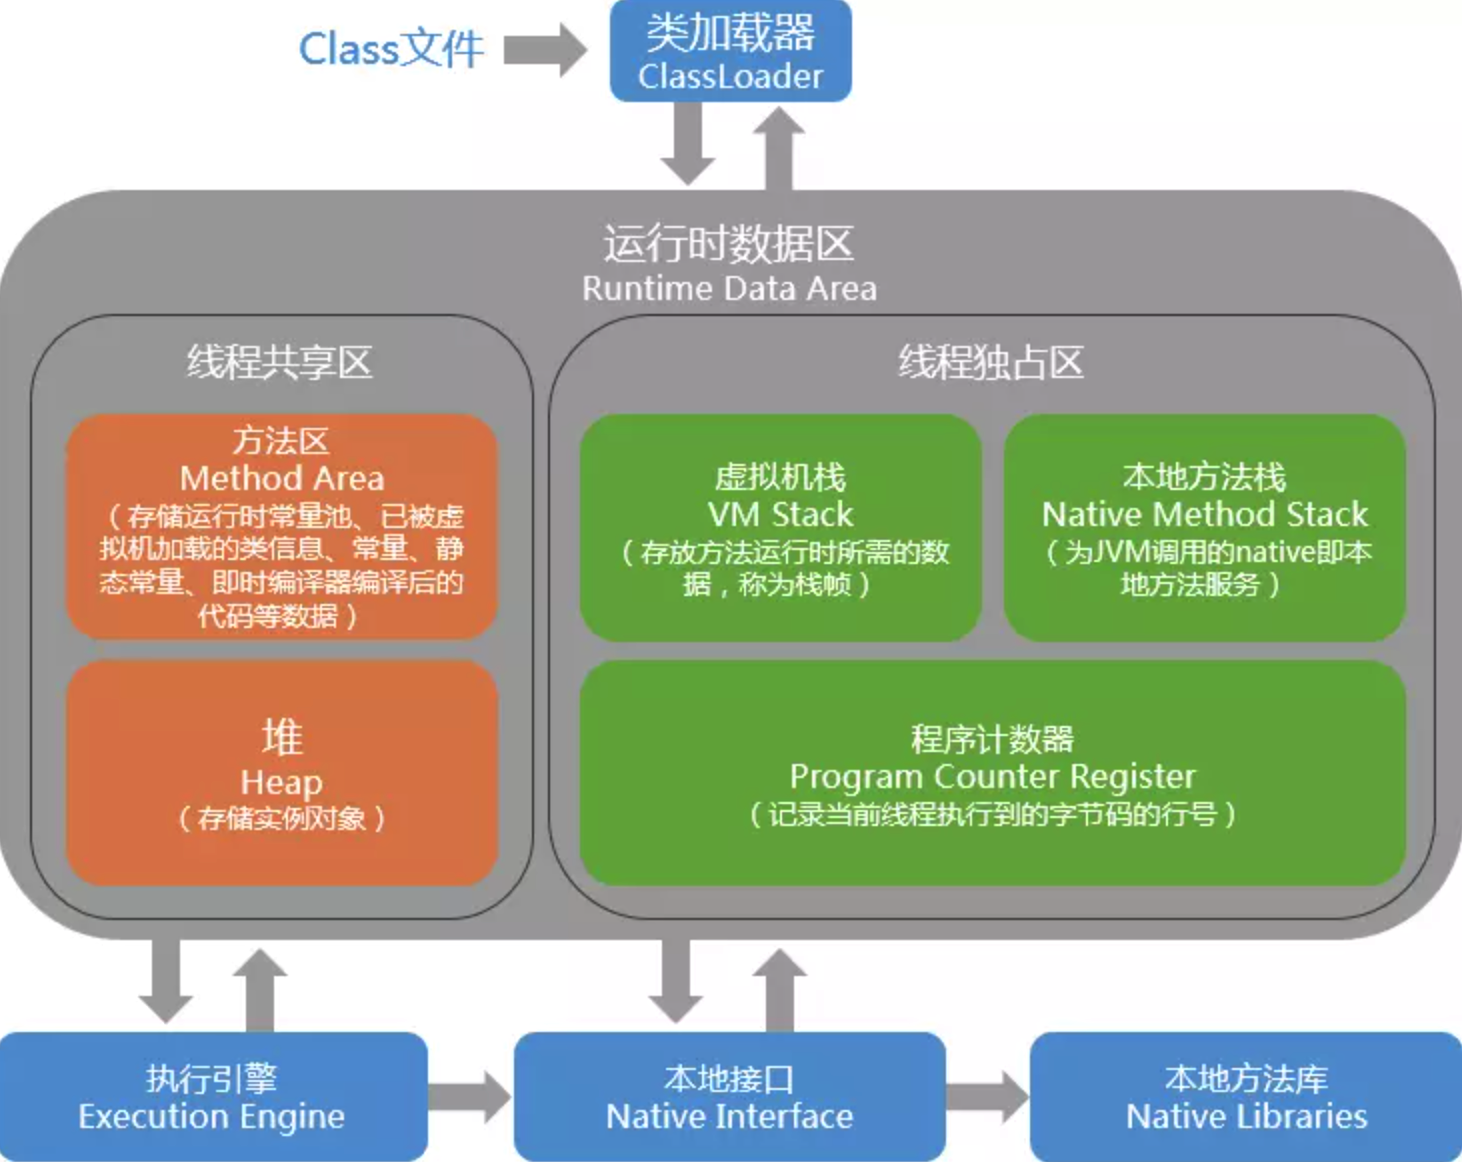 Class文件
类加载器
ClassLoader
运行时数据区
Runtime Data Area
线程共享区
方法区
Method Area
（存储运行时常量池、已被虚
拟机加载的类信息、常量、静
态常量、即时编译器编译后的
代码等数据）
堆
Heap
（存储实例对象）
线程独占区
虚拟机栈
VM Stack
（存放方法运行时所需的数
据，称为栈帧）
本地方法栈
Native Method Stack
（为JVM调用的native即本
地方法服务）
程序计数器
Program Counter Register
（记录当前线程执行到的字节码的行号）
执行引擎
Execution Engine
本地接口
Native Interface
本地方法库
Native Libraries